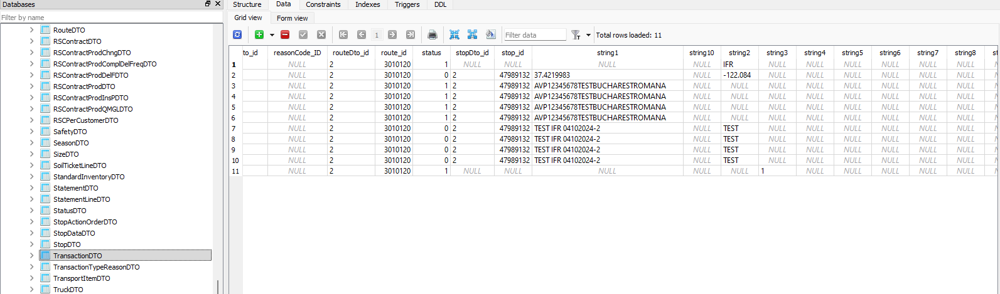 Databases
Filter by name
RouteDTO
RSContractDTO
RSContractProdChngDTO
RSContractProdComplDelFreqDTO
RSContractProdDelFDTO
RSContractProdDTO
RSContractProdInsPDTO
RSContractProdQMGLDTO
RSCPerCustomerDTO
SafetyDTO
SeasonDTO
SizeDTO
SoilTicketLineDTO
StandardInventoryDTO
StatementDTO
StatementLineDTO
StatusDTO
StopActionOrderDTO
StopDataDTO
StopDTO
TransactionDTO
TransactionTypeReasonDTO
TransportItemDTO
TruckDTO
Structure Data Constraints Indexes Triggers DDL
Grid view Form view
1 Filter data Total rows loaded: 11
to_id reasonCode_ID routeDto_id route_id status stopDto_id stop_id string1 string10 string2 string3 string4 string5 string6 string7 string8 st
1 NULL 2 3010120 1 NULL NULL NULL NULL IFR NULL NULL NULL NULL NULL NULL
2 NULL 2 3010120 0 2 47989132 37.4219983 NULL -122.084 NULL NULL NULL NULL NULL NULL
3 NULL 2 3010120 1 2 47989132 AVP12345678TESTBUCHARESTROMANA NULL NULL NULL NULL NULL NULL NULL NULL
4 NULL 2 3010120 1 2 47989132 AVP12345678TESTBUCHARESTROMANA NULL NULL NULL NULL NULL NULL NULL NULL
5 NULL 2 3010120 1 2 47989132 AVP12345678TESTBUCHARESTROMANA NULL NULL NULL NULL NULL NULL NULL NULL
6 NULL 2 3010120 1 2 47989132 AVP12345678TESTBUCHARESTROMANA NULL NULL NULL NULL NULL NULL NULL NULL
7 NULL 2 3010120 0 2 47989132 TEST IFR 04102024-2 NULL TEST NULL NULL NULL NULL NULL NULL
8 NULL 2 3010120 0 2 47989132 TEST IFR 04102024-2 NULL TEST NULL NULL NULL NULL NULL NULL
9 NULL 2 3010120 0 2 47989132 TEST IFR 04102024-2 NULL TEST NULL NULL NULL NULL NULL NULL
10 NULL 2 3010120 0 2 47989132 TEST IFR 04102024-2 NULL TEST NULL NULL NULL NULL NULL NULL
11 NULL 2 3010120 1 NULL NULL NULL NULL NULL 1 NULL NULL NULL NULL NULL